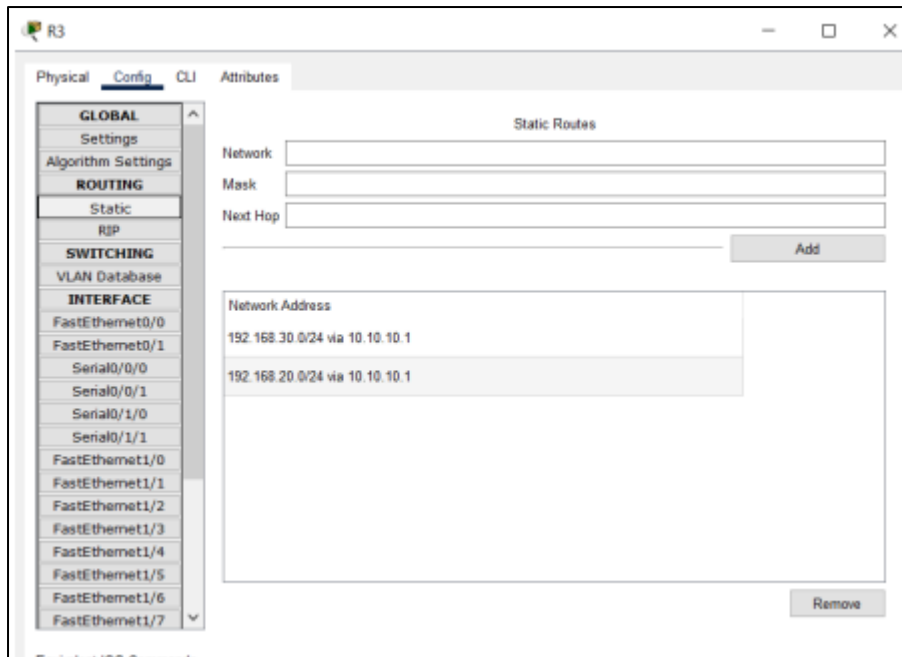 R3
Physical Config CLI Attributes
GLOBAL
Settings
Algorithm Settings
ROUTING
Static
RIP
SWITCHING
VLAN Database
INTERFACE
FastEthernet0/0
FastEthernet0/1
Serial0/0/0
Serial0/0/1
Serial0/1/0
Serial0/1/1
FastEthernet1/0
FastEthernet1/1
FastEthernet1/2
FastEthernet1/3
FastEthernet1/4
FastEthernet1/5
FastEthernet1/6
FastEthernet1/7
Static Routes
Network
Mask
Next Hop
Add
Network Address
192.168.30.0/24 via 10.10.10.1
192.168.20.0/24 via 10.10.10.1
Remove